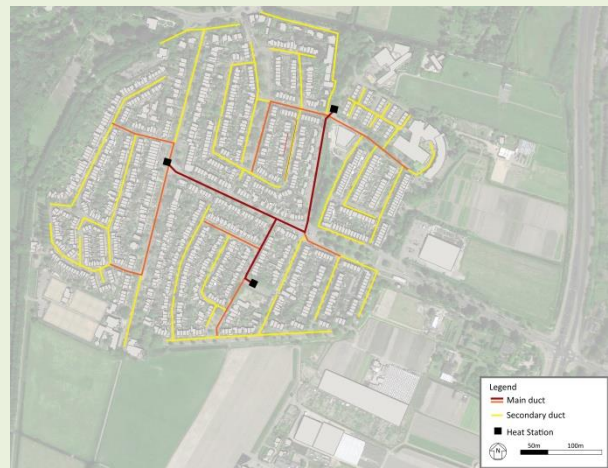 Legend
Main duct
Secondary duct
Heat Station
N
50m 100m